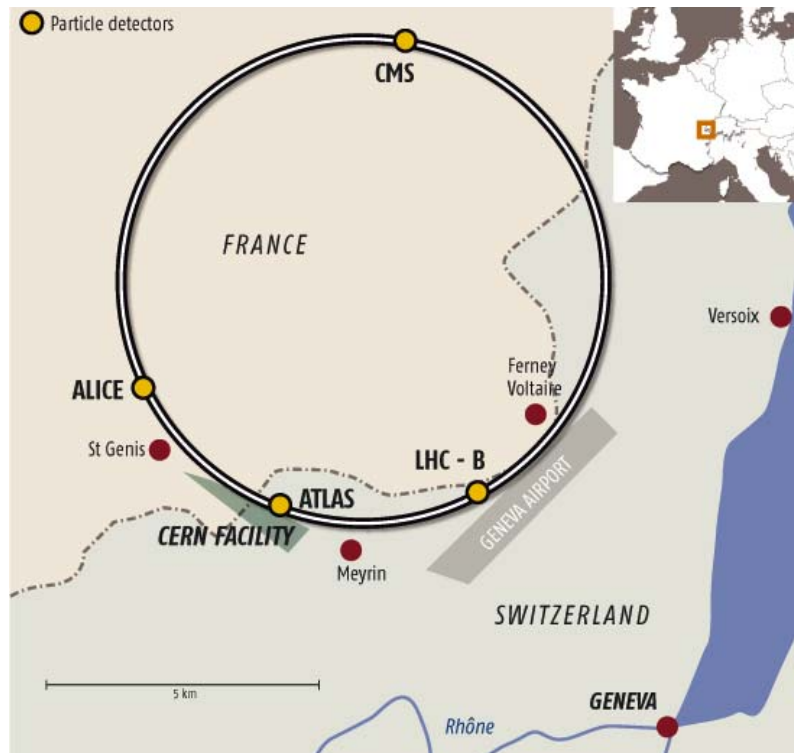 Particle detectors
CMS
FRANCE
Versoix
Ferney
Voltaire
ALICE
St Genis
LHC - B
ATLAS
GENEVA AIRPORT
CERN FACILITY
Meyrin
SWITZERLAND
5 km
GENEVA
Rhône